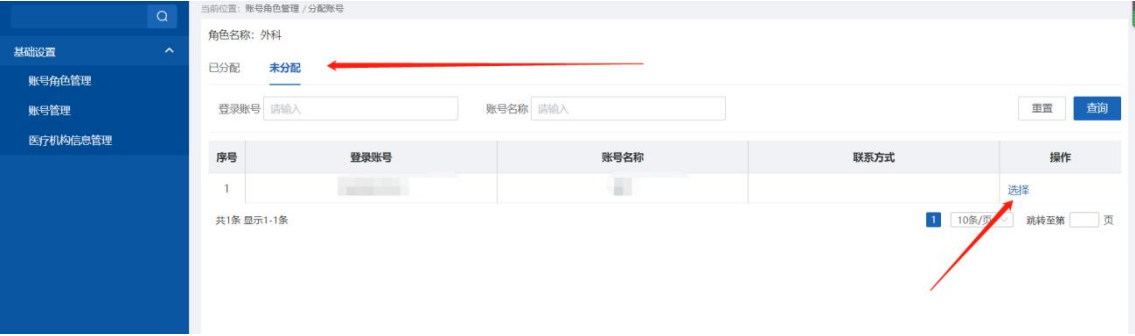 当前位置：账号角色管理 / 分配账号
基础设置
账号角色管理
账号管理
医疗机构信息管理
角色名称：外科
已分配 未分配
登录账号 请输入 账号名称 请输入 重置 查询
序号 登录账号 账号名称 联系方式 操作
1 选择
共1条 显示1-1条 1 10条/页 跳转至第 页